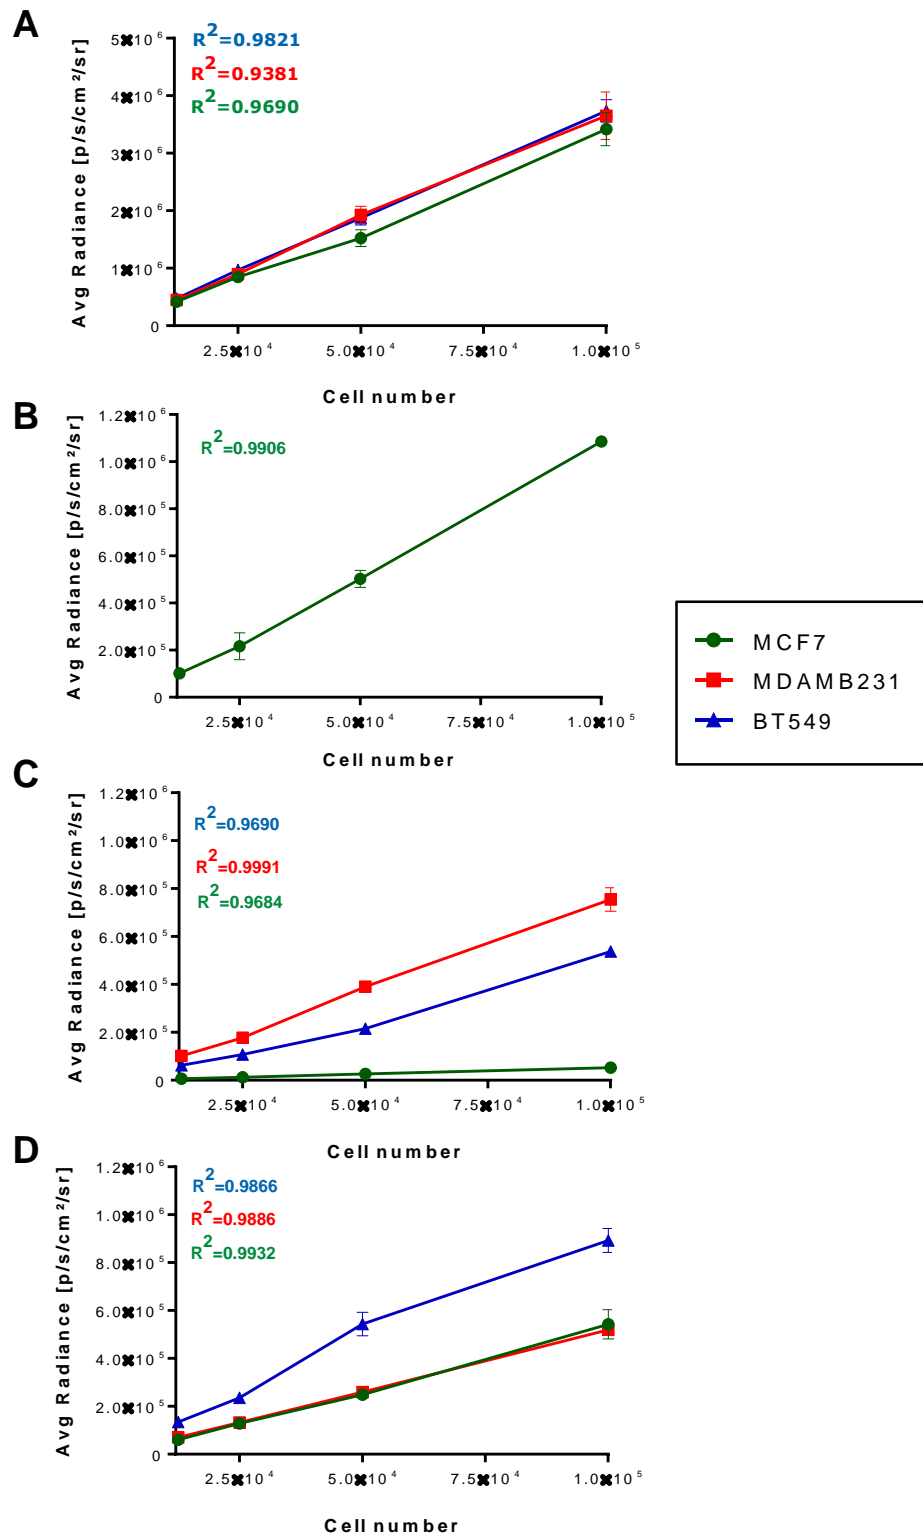 A
R²=0.9821
R²=0.9381
R²=0.9690
Avg Radiance [p/s/cm²/sr]
5✖10⁶
4✖10⁶
3✖10⁶
2✖10⁶
1✖10⁶
0
2.5✖10⁴ 5.0✖10⁴ 7.5✖10⁴ 1.0✖10⁵
Cell number
B
R²=0.9906
Avg Radiance [p/s/cm²/sr]
1.2✖10⁶
1.0✖10⁶
8.0✖10⁵
6.0✖10⁵
4.0✖10⁵
2.0✖10⁵
0
2.5✖10⁴ 5.0✖10⁴ 7.5✖10⁴ 1.0✖10⁵
Cell number
MCF7
MDAMB231
BT549
C
R²=0.9690
R²=0.9991
R²=0.9684
Avg Radiance [p/s/cm²/sr]
1.2✖10⁶
1.0✖10⁶
8.0✖10⁵
6.0✖10⁵
4.0✖10⁵
2.0✖10⁵
0
2.5✖10⁴ 5.0✖10⁴ 7.5✖10⁴ 1.0✖10⁵
Cell number
D
R²=0.9866
R²=0.9886
R²=0.9932
Avg Radiance [p/s/cm²/sr]
1.2✖10⁶
1.0✖10⁶
8.0✖10⁵
6.0✖10⁵
4.0✖10⁵
2.0✖10⁵
0
2.5✖10⁴ 5.0✖10⁴ 7.5✖10⁴ 1.0✖10⁵
Cell number